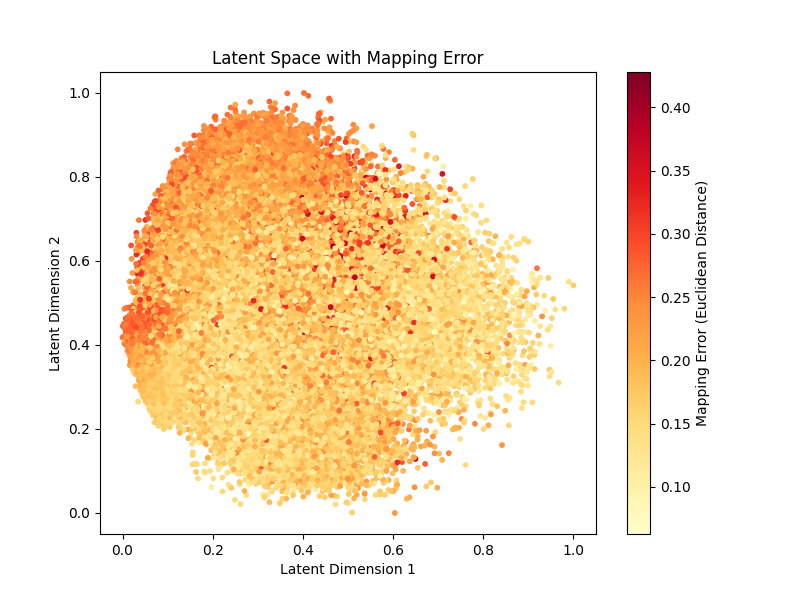 Latent Space with Mapping Error
1.0
0.8
0.6
0.4
0.2
0.0
Latent Dimension 2
0.0 0.2 0.4 0.6 0.8 1.0
Latent Dimension 1
0.40
0.35
0.30
0.25
0.20
0.15
0.10
Mapping Error (Euclidean Distance)